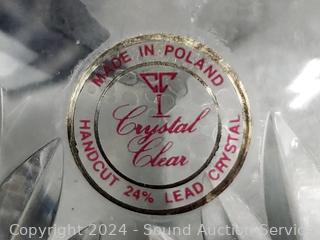 MADE IN POLAND
Crystal
Clear
HANDCUT 24% LEAD CRYSTAL
Copyright 2024 - Sound Auction Service